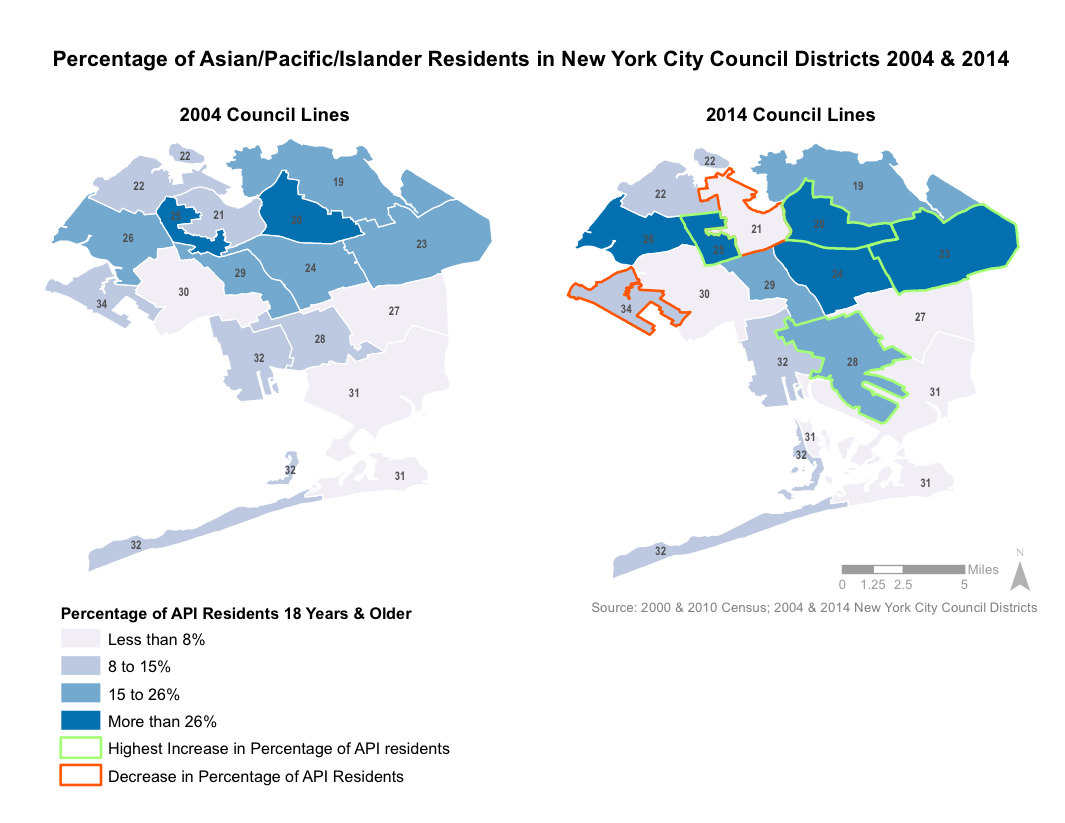 Percentage of Asian/Pacific/Islander Residents in New York City Council Districts 2004 & 2014
2004 Council Lines
2014 Council Lines
22
22
19
25
21
20
26
23
29
24
30
34
27
28
32
31
32
31
32
22
22
19
21
20
26
25
23
24
29
30
34
27
28
32
31
31
32
31
32
N
Miles
0 1.25 2.5 5
Source: 2000 & 2010 Census; 2004 & 2014 New York City Council Districts
Percentage of API Residents 18 Years & Older
Less than 8%
8 to 15%
15 to 26%
More than 26%
Highest Increase in Percentage of API residents
Decrease in Percentage of API Residents